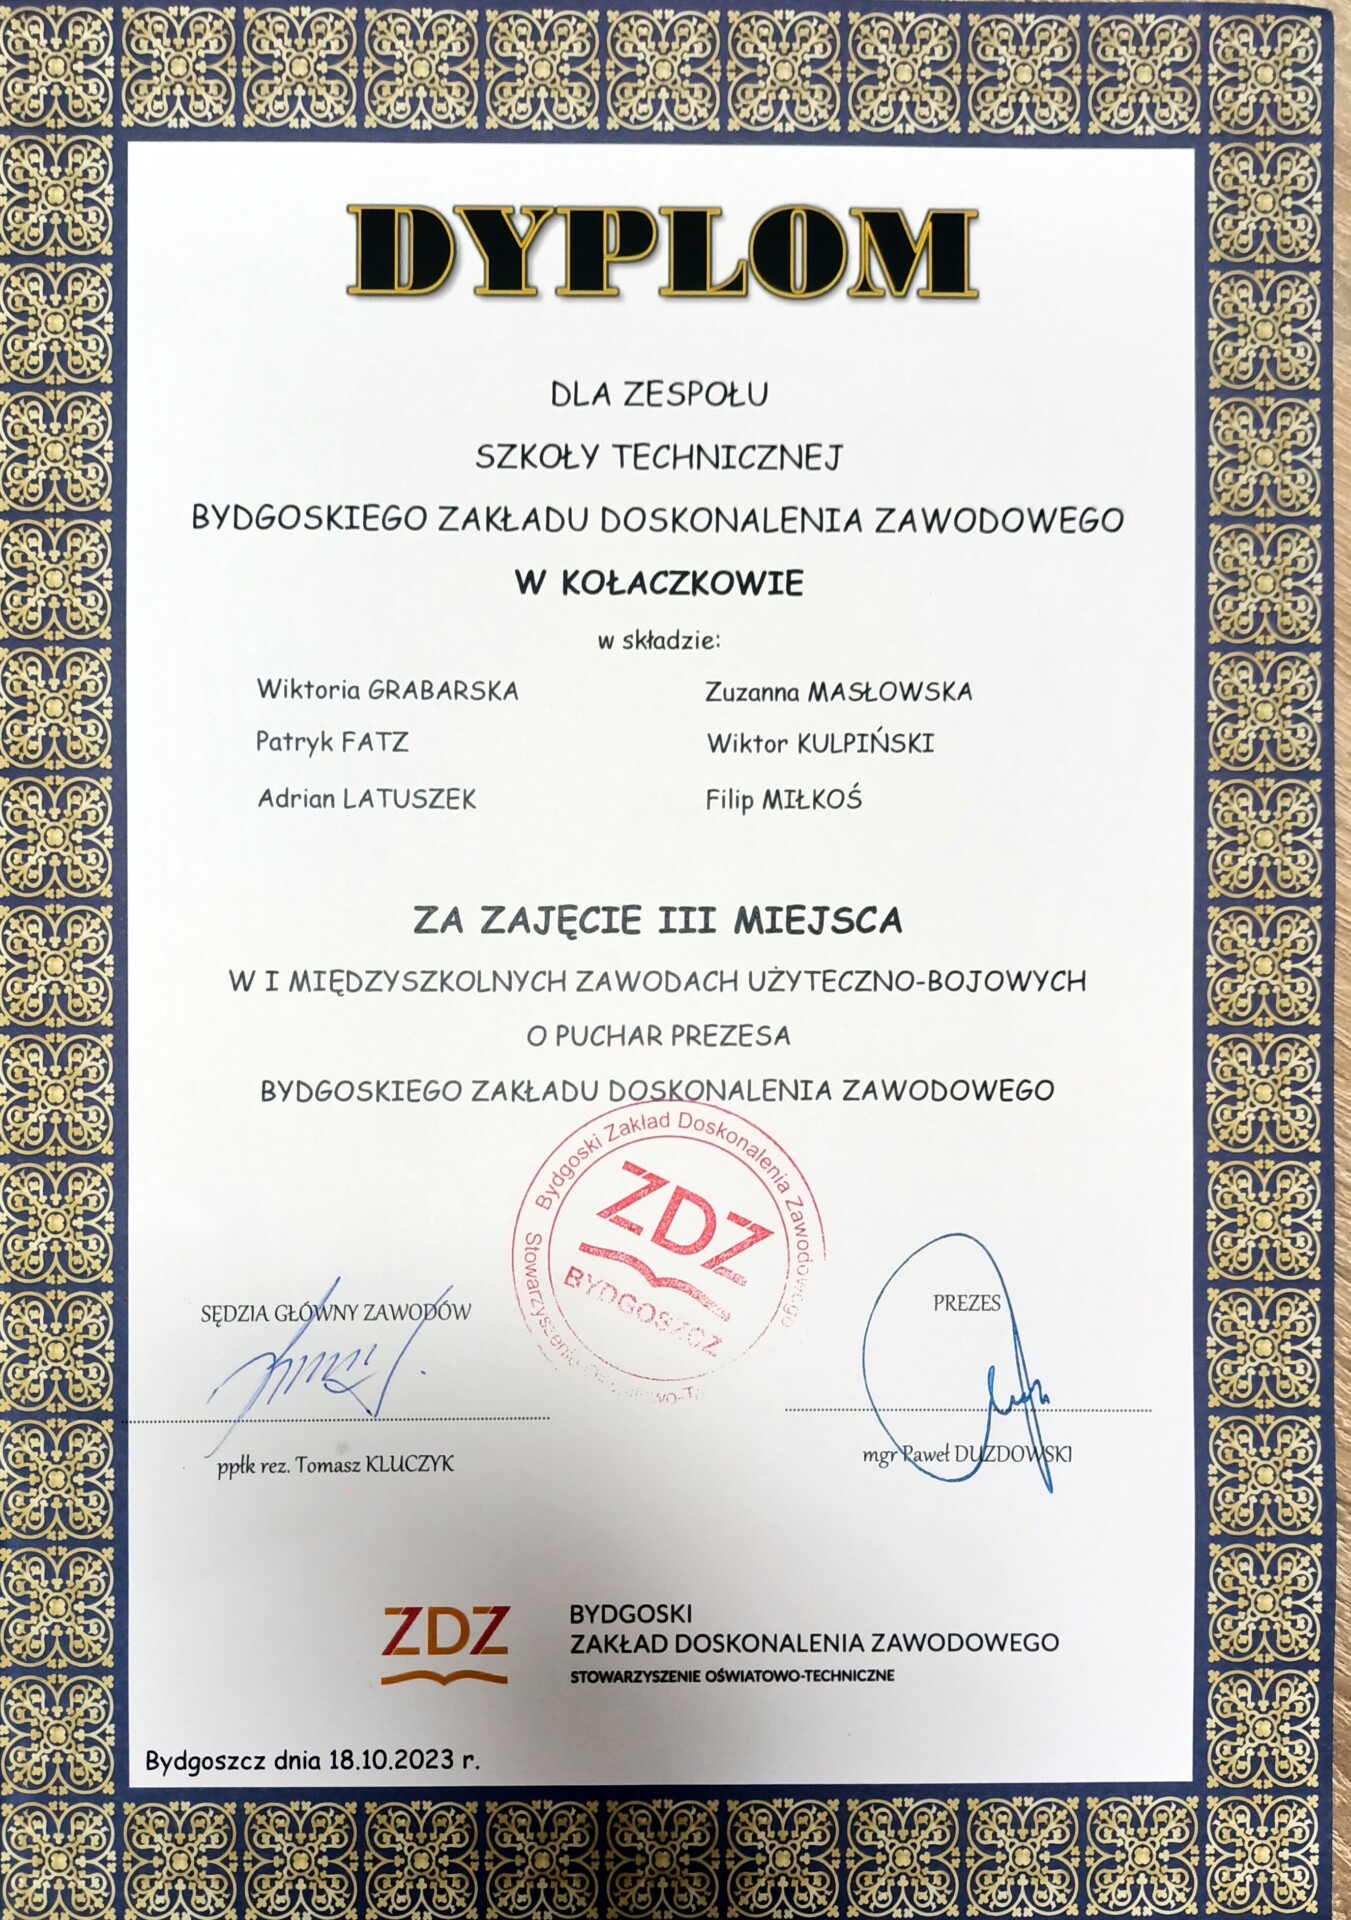 DYPLOM
DLA ZESPOŁU
SZKOŁY TECHNICZNEJ
BYDGOSKIEGO ZAKŁADU DOSKONALENIA ZAWODOWEGO
W KOŁACZKOWIE
w składzie:
Wiktoria GRABARSKA Zuzanna MASŁOWSKA
Patryk FATZ Wiktor KULPIŃSKI
Adrian LATUSZEK Filip MIŁKOŚ
ZA ZAJĘCIE III MIEJSCA
W I MIĘDZYSZKOLNYCH ZAWODACH UŻYTECZNO-BOJOWYCH
O PUCHAR PREZESA
BYDGOSKIEGO ZAKŁADU DOSKONALENIA ZAWODOWEGO
Bydgoski Zakład Doskonalenia Zawodowego
Stowarzyszenie
ZDZ
BYDGOSZCZ
SĘDZIA GŁÓWNY ZAWODÓW PREZES
ppłk rez. Tomasz KLUCZYK mgr Paweł DUZDOWSKI
ZDZ
BYDGOSKI
ZAKŁAD DOSKONALENIA ZAWODOWEGO
STOWARZYSZENIE OŚWIATOWO-TECHNICZNE
Bydgoszcz dnia 18.10.2023 r.